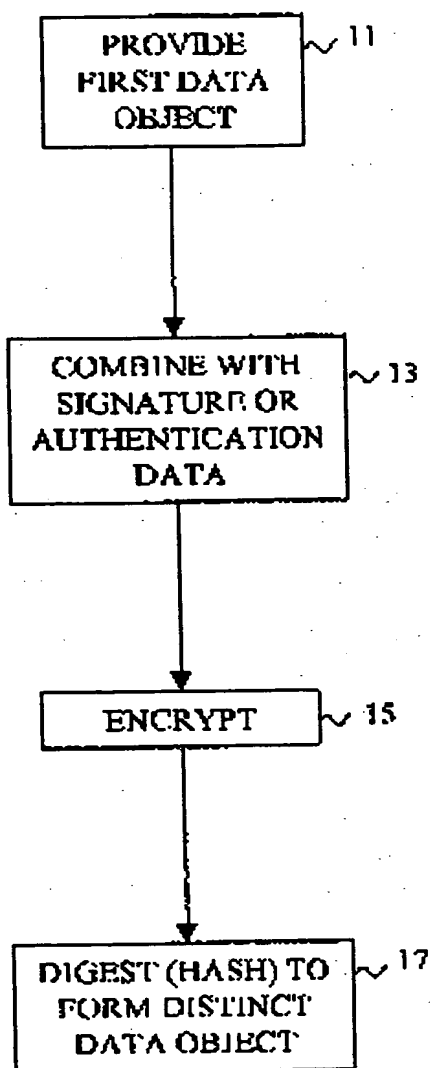 PROVIDE
FIRST DATA
OBJECT
11
COMBINE WITH
SIGNATURE OR
AUTHENTICATION
DATA
13
ENCRYPT
15
DIGEST (HASH) TO
FORM DISTINCT
DATA OBJECT
17